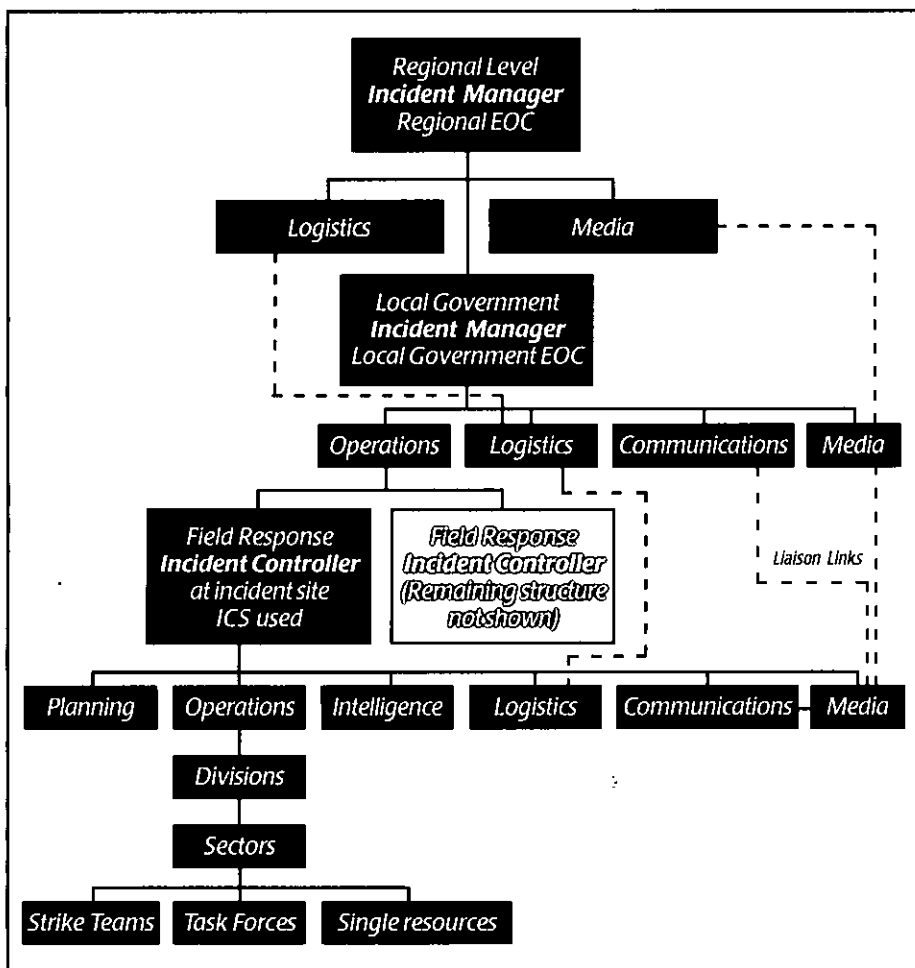 Regional Level
Incident Manager
Regional EOC
Logistics
Media
Local Government
Incident Manager
Local Government EOC
Operations
Logistics
Communications
Media
Field Response
Incident Controller
at incident site
ICS used
Field Response
Incident Controller
(Remaining structure
not shown)
Liaison Links
Planning
Operations
Intelligence
Logistics
Communications
Media
Divisions
Sectors
Strike Teams
Task Forces
Single resources